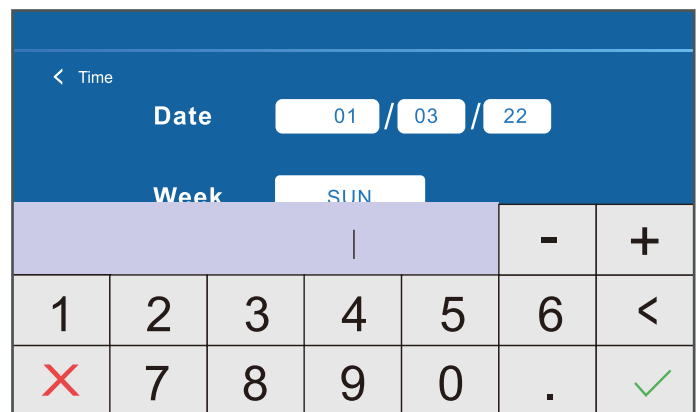 < Time
Date 01 / 03 / 22
Week SUN
- +
1 2 3 4 5 6 <
7 8 9 0 .